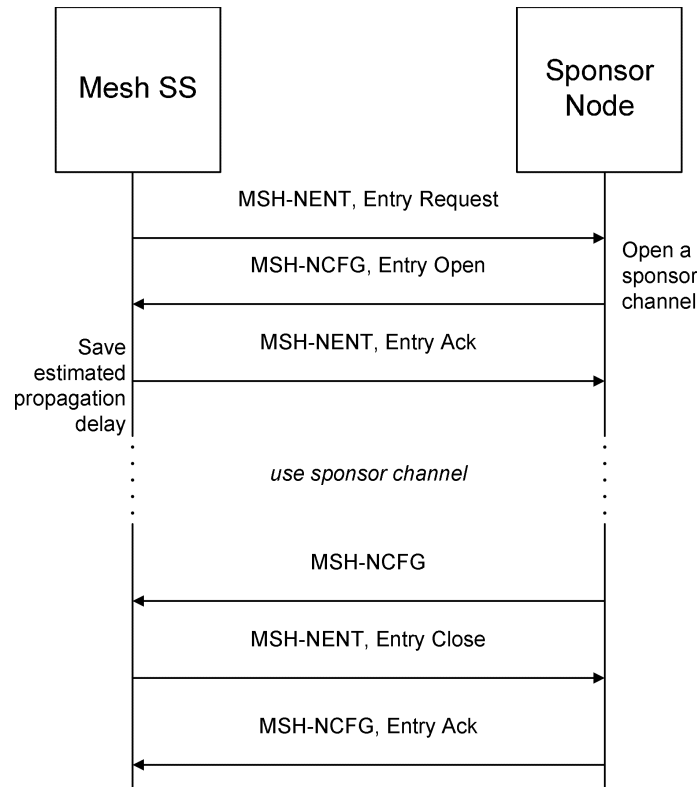 Mesh SS
Sponsor
Node
MSH-NENT, Entry Request
MSH-NCFG, Entry Open
Open a
sponsor
channel
MSH-NENT, Entry Ack
Save
estimated
propagation
delay
use sponsor channel
MSH-NCFG
MSH-NENT, Entry Close
MSH-NCFG, Entry Ack